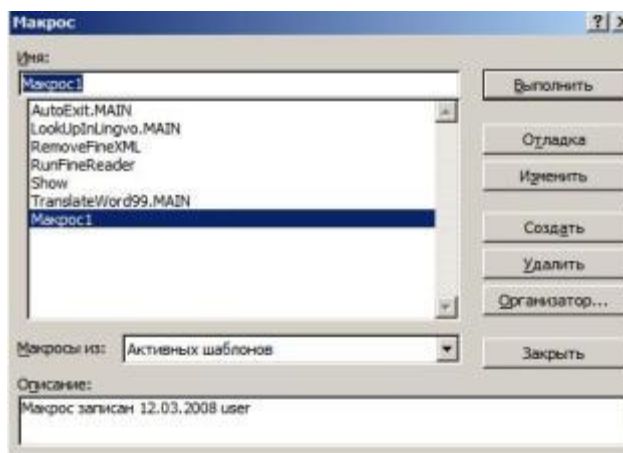 Макрос
Имя:
Макрос1
AutoExit.MAIN
LookUpInLingvo.MAIN
RemoveFineXML
RunFineReader
Show
TranslateWord99.MAIN
Макрос1
Макросы из:
Активных шаблонов
Описание:
Макрос записан 12.03.2008 user
Выполнить
Отладка
Изменить
Создать
Удалить
Организатор...
Закрыть